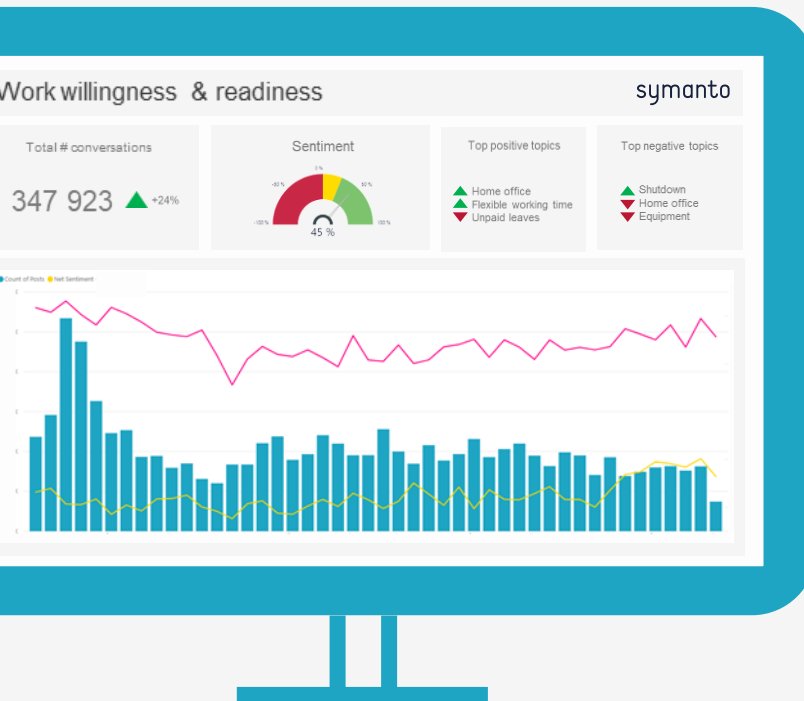 Work willingness & readiness
symanto
Total # conversations
347 923
+24%
Sentiment
0 %
-50 %
50 %
-100 %
100 %
45 %
Top positive topics
Home office
Flexible working time
Unpaid leaves
Top negative topics
Shutdown
Home office
Equipment
Count of Posts
Net Sentiment